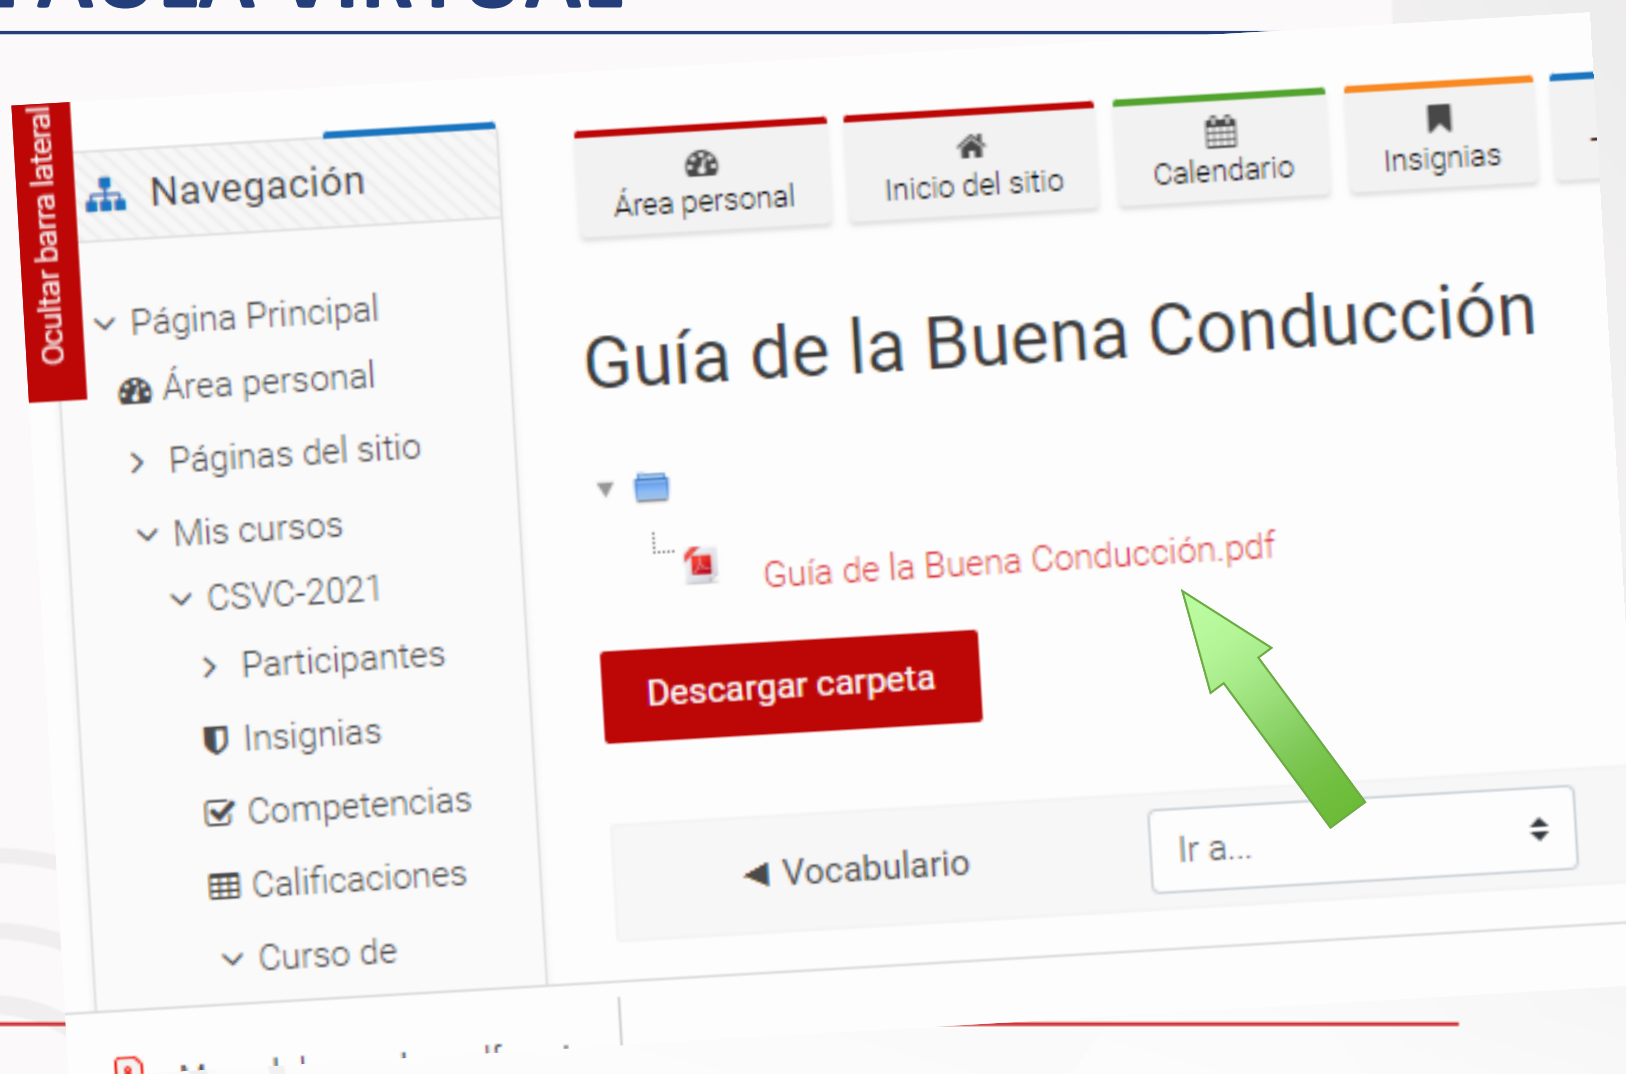 AULA VIRTUAL
Ocultar barra lateral
Navegación
Página Principal
Área personal
Páginas del sitio
Mis cursos
CSVC-2021
Participantes
Insignias
Competencias
Calificaciones
Curso de
Área personal
Inicio del sitio
Calendario
Insignias
Guía de la Buena Conducción
Guía de la Buena Conducción.pdf
Descargar carpeta
◄ Vocabulario
Ir a...